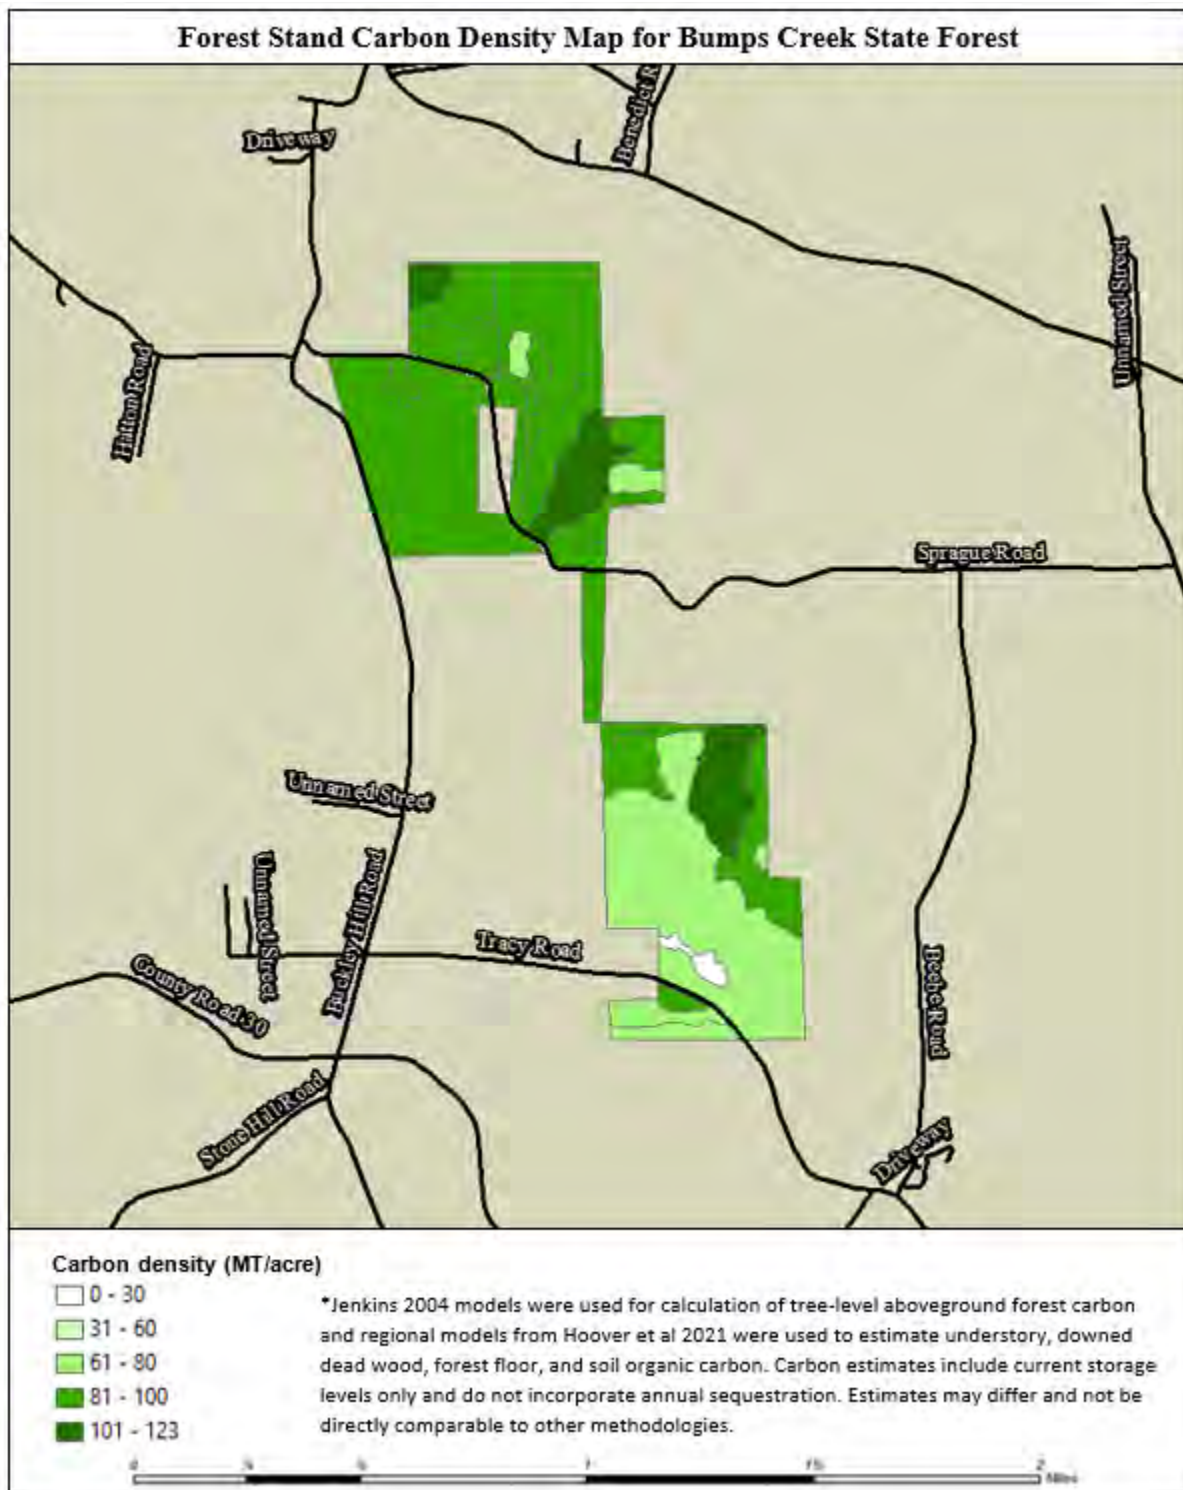 Forest Stand Carbon Density Map for Bumps Creek State Forest
Driveway
Benedict R
Unnamed Street
Hilton Road
Sprague Road
Unnamed Street
Unnamed Street
Buckley Hill Road
Tracy Road
County Road 30
Beebe Road
Stone Hill Road
Driveway
Carbon density (MT/acre)
0 - 30
31 - 60
61 - 80
81 - 100
101 - 123
*Jenkins 2004 models were used for calculation of tree-level aboveground forest carbon
and regional models from Hoover et al 2021 were used to estimate understory, downed
dead wood, forest floor, and soil organic carbon. Carbon estimates include current storage
levels only and do not incorporate annual sequestration. Estimates may differ and not be
directly comparable to other methodologies.
0 1 2 Miles